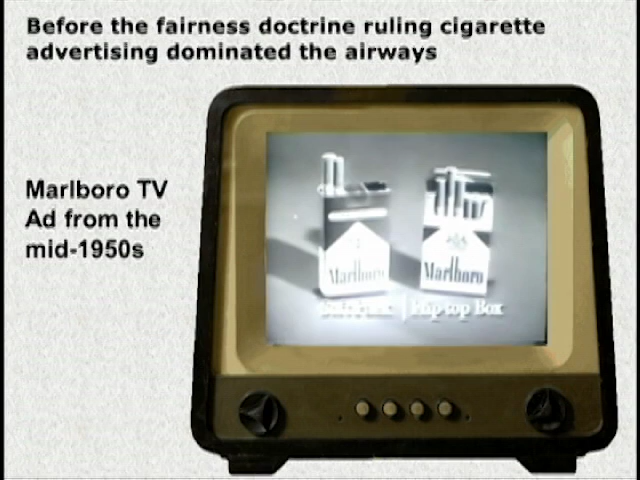 Before the fairness doctrine ruling cigarette
advertising dominated the airways
Marlboro TV
Ad from the
mid-1950s
Marlboro Marlboro
Flip-top Box